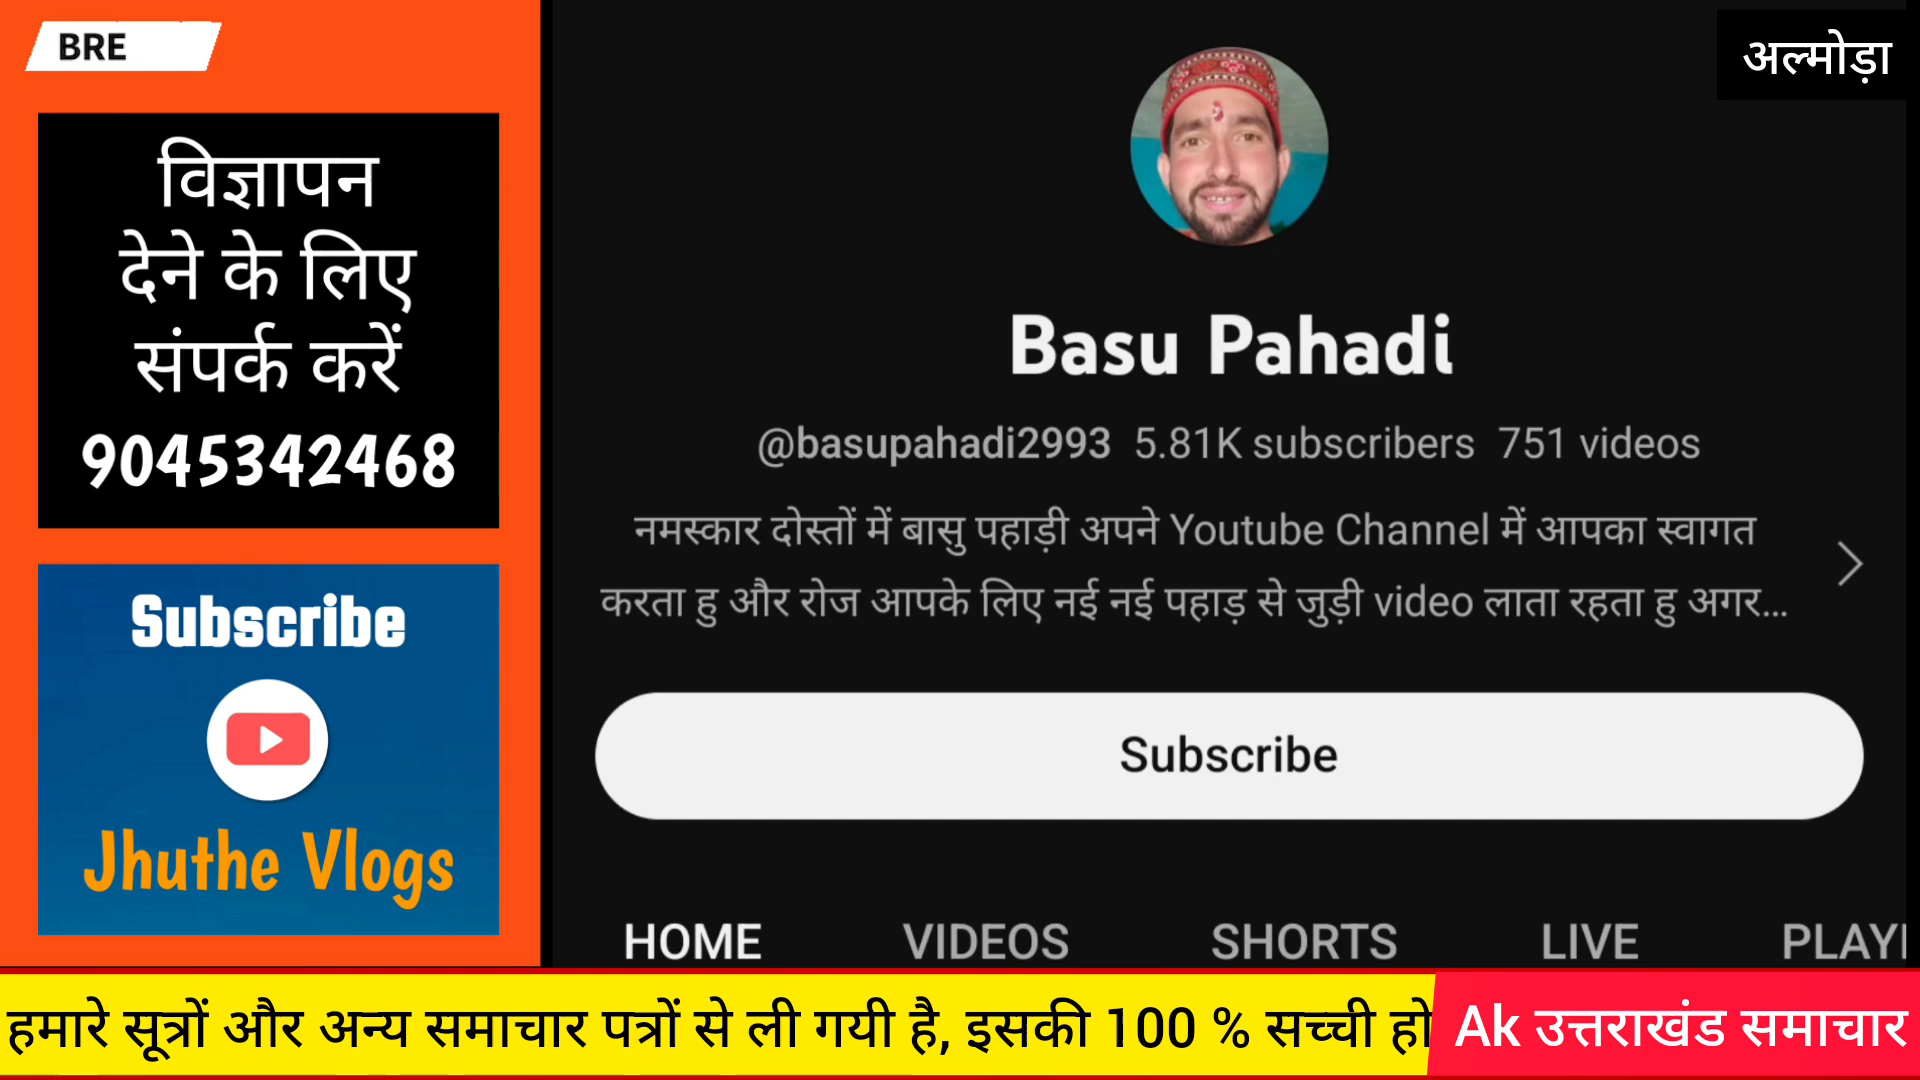 BRE
विज्ञापन
देने के लिए
संपर्क करें
9045342468
Subscribe
Jhuthe Vlogs
अल्मोड़ा
Basu Pahadi
@basupahadi2993 5.81K subscribers 751 videos
नमस्कार दोस्तों में बासु पहाड़ी अपने Youtube Channel में आपका स्वागत
करता हु और रोज आपके लिए नई नई पहाड़ से जुड़ी video लाता रहता हु अगर...
Subscribe
HOME VIDEOS SHORTS LIVE PLAYI
हमारे सूत्रों और अन्य समाचार पत्रों से ली गयी है, इसकी 100 % सच्ची हो
Ak उत्तराखंड समाचार